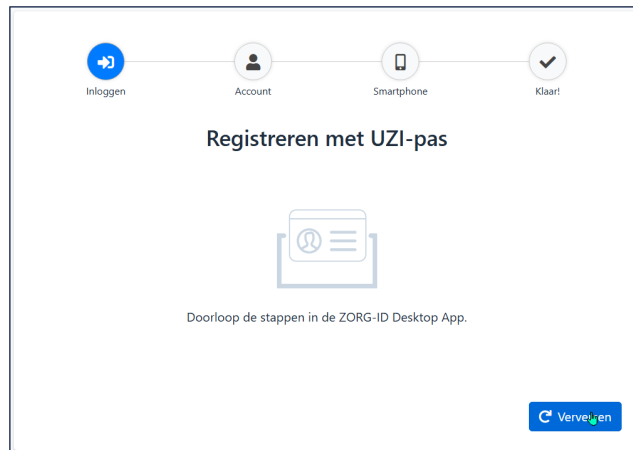 Inloggen
Account
Smartphone
Klaar!
Registreren met UZI-pas
Doorloop de stappen in de ZORG-ID Desktop App.